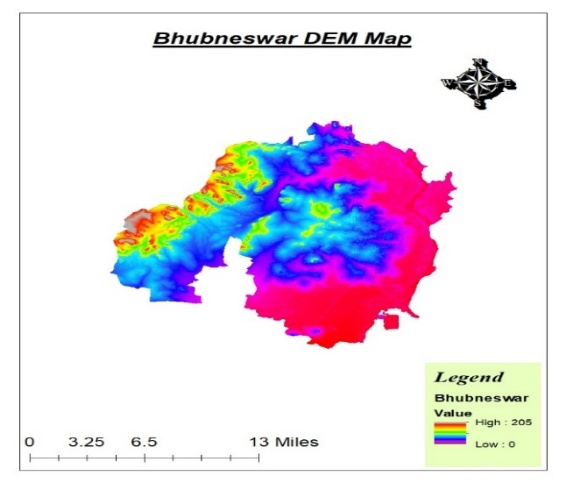 Bhubneswar DEM Map
N
W E
S
Legend
Bhubneswar
Value
High : 205
Low : 0
0 3.25 6.5 13 Miles